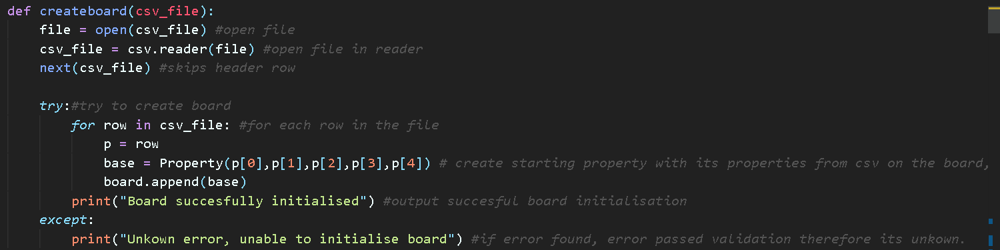 def createboard(csv_file):
    file = open(csv_file) #open file
    csv_file = csv.reader(file) #open file in reader
    next(csv_file) #skips header row

    try:#try to create board
        for row in csv_file: #for each row in the file
            p = row
            base = Property(p[0],p[1],p[2],p[3],p[4]) # create starting property with its properties from csv on the board,
            board.append(base)
        print("Board succesfully initialised") #output succesful board initialisation
    except:
        print("Unkown error, unable to initialise board") #if error found, error passed validation therefore its unkown.